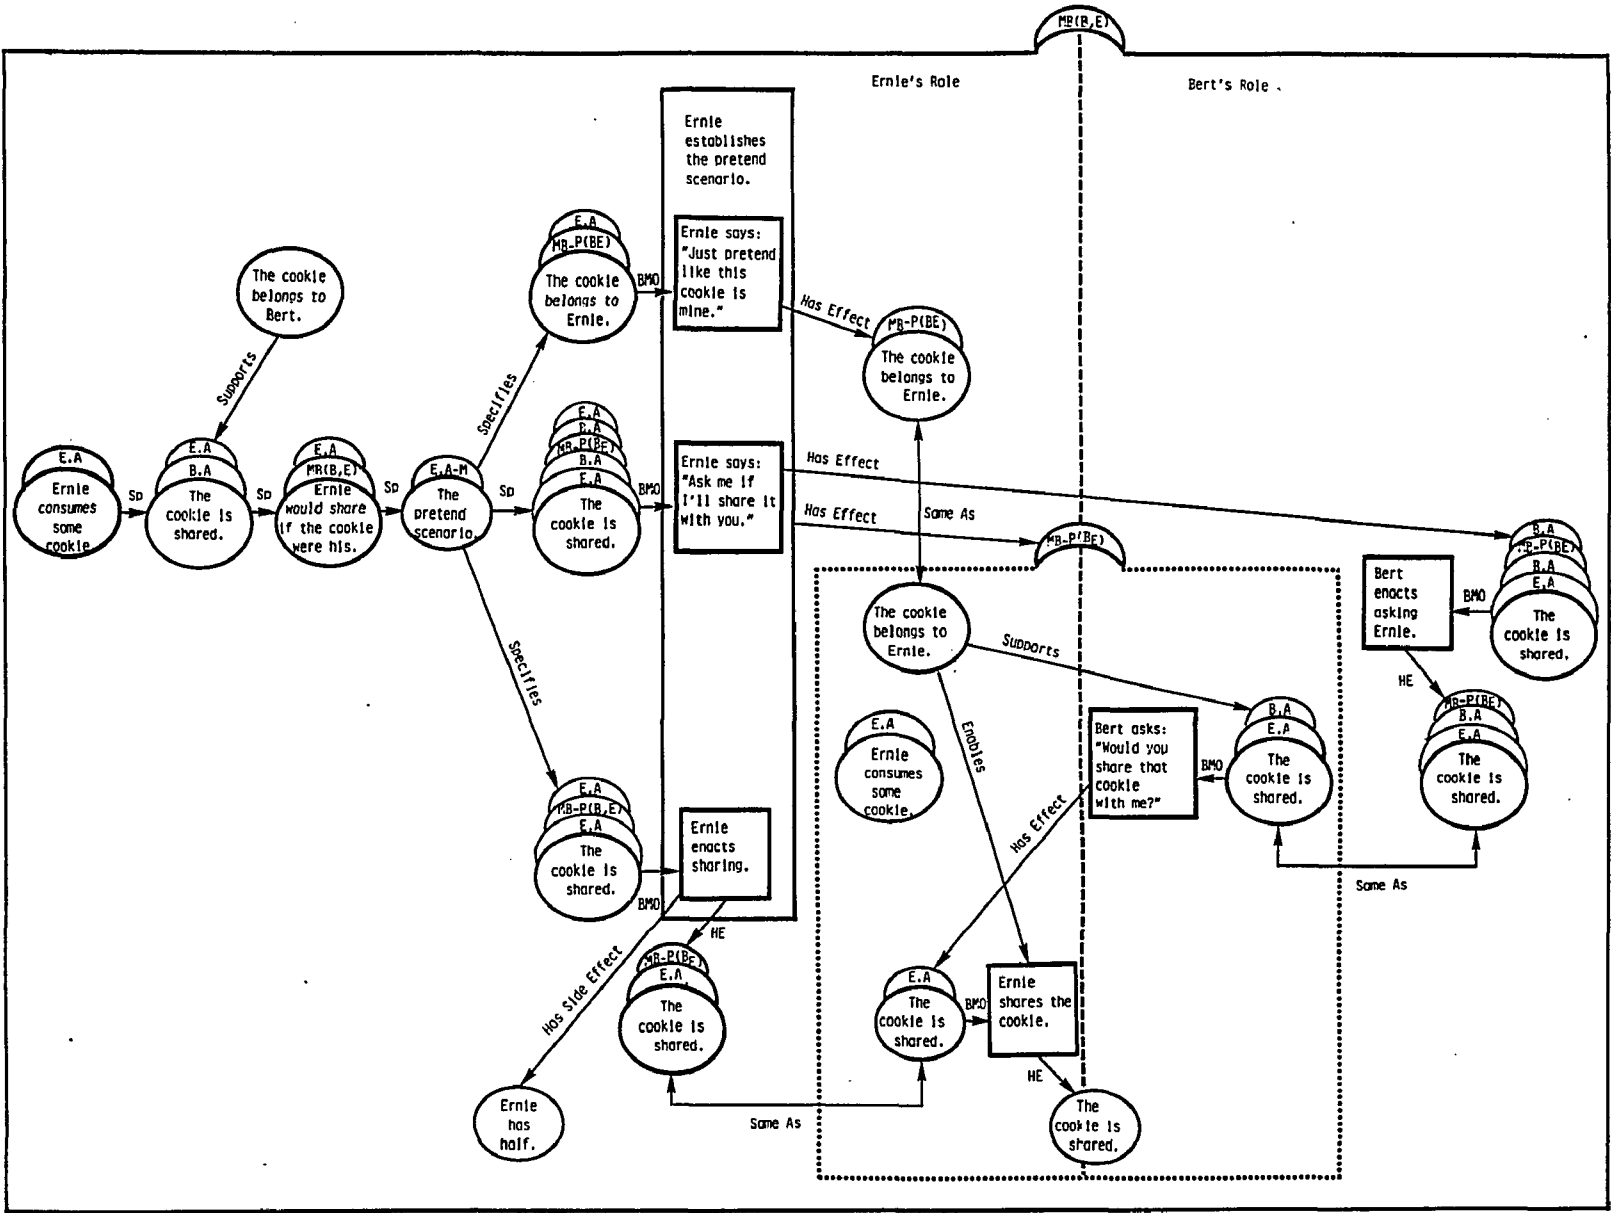 MB(B,E)
Ernie's Role
Bert's Role
Ernie
establishes
the pretend
scenario.
E.A
MB-P(BE)
The cookie
belongs to
Ernie.
BMO
Ernie says:
"Just pretend
like this
cookie is
mine."
Has Effect
The cookie
belongs to
Bert.
Supports
Specifies
MB-P(BE)
The cookie
belongs to
Ernie.
E.A
Ernie
consumes
some
cookie.
Sp
E.A
B.A
The
cookie is
shared.
Sp
E.A
MB(B,E)
Ernie
would share
if the cookie
were his.
Sp
E.A-M
The
pretend
scenario.
Sp
E.A
B.A
MB-P(BE)
B.A
E.A
The
cookie is
shared.
BMO
Ernie says:
"Ask me if
I'll share it
with you."
Has Effect
Has Effect
Same As
MB-P(BE)
B.A
MB-P(BE)
B.A
E.A
The
cookie is
shared.
BMO
Bert
enacts
asking
Ernie.
HE
MB-P(BE)
B.A
E.A
The
cookie is
shared.
The cookie
belongs to
Ernie.
Supports
Enables
Specifies
E.A
Ernie
consumes
some
cookie.
Bert asks:
"Would you
share that
cookie
with me?"
BMO
B.A
E.A
The
cookie is
shared.
Has Effect
Same As
E.A
MB-P(B,E)
E.A
The
cookie is
shared.
BMO
Ernie
enacts
sharing.
HE
Has Side Effect
MB-P(BE)
E.A
The
cookie is
shared.
E.A
The
cookie is
shared.
BMO
Ernie
shares the
cookie.
HE
Ernie
has
half.
Same As
The
cookie is
shared.